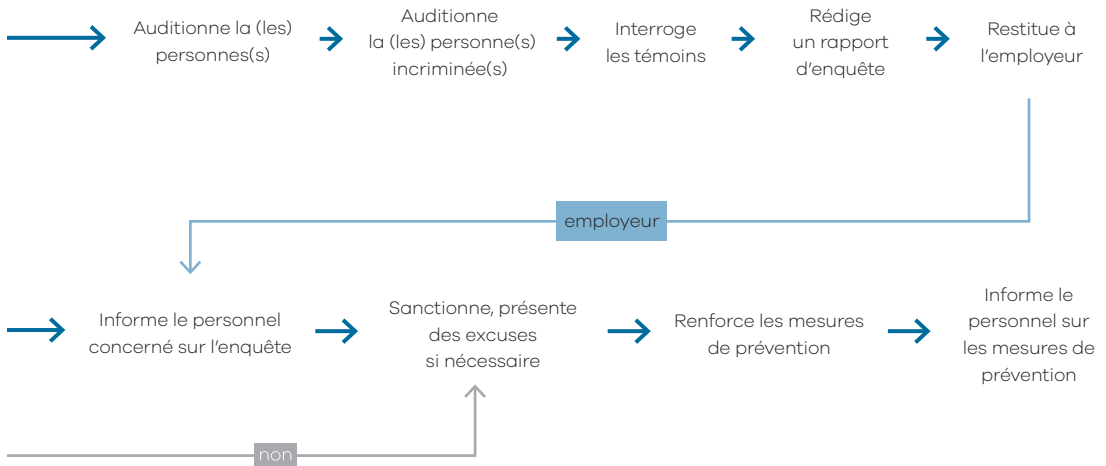 Auditionne la (les)
personnes(s)
Auditionne
la (les) personne(s)
incriminée(s)
Interroge
les témoins
Rédige
un rapport
d'enquête
Restitue à
l'employeur
employeur
Informe le personnel
concerné sur l'enquête
Sanctionne, présente
des excuses
si nécessaire
Renforce les mesures
de prévention
Informe le
personnel sur
les mesures de
prévention
non